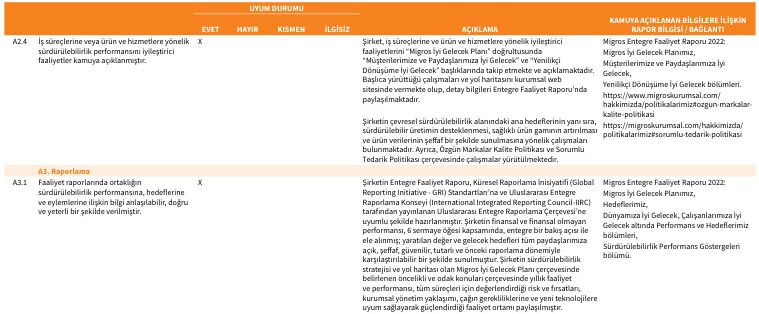 UYUM DURUMU
EVET HAYIR KISMEN İLGİSİZ AÇIKLAMA
KAMUYA AÇIKLANAN BİLGİLERE İLİŞKİN
RAPOR BİLGİSİ / BAĞLANTI
A2.4
İş süreçlerine veya ürün ve hizmetlere yönelik
sürdürülebilirlik performansını iyileştirici
faaliyetler kamuya açıklanmıştır.
X
Şirket, iş süreçlerine ve ürün ve hizmetlere yönelik iyileştirici
faaliyetlerini “Migros İyi Gelecek Planı” doğrultusunda
“Müşterilerimize ve Paydaşlarımıza İyi Gelecek” ve “Yenilikçi
Dönüşüme İyi Gelecek” başlıklarında takip etmekte ve açıklamaktadır.
Başlıca yürüttüğü çalışmaları ve yol haritasını kurumsal web
sitesinde vermekte olup, detay bilgileri Entegre Faaliyet Raporu’nda
paylaşılmaktadır.
Şirketin çevresel sürdürülebilirlik alanındaki ana hedeflerinin yanı sıra,
sürdürülebilir üretimin desteklenmesi, sağlıklı ürün gamının artırılması
ve ürün verilerinin şeffaf bir şekilde sunulmasına yönelik çalışmaları
bulunmaktadır. Ayrıca, Özgün Markalar Kalite Politikası ve Sorumlu
Tedarik Politikası çerçevesinde çalışmalar yürütülmektedir.
Migros Entegre Faaliyet Raporu 2022:
Migros İyi Gelecek Planımız,
Müşterilerimize ve Paydaşlarımıza İyi
Gelecek,
Yenilikçi Dönüşüme İyi Gelecek bölümleri.
https://www.migroskurumsal.com/
hakkimizda/politikalarimiz#ozgun-markalar-
kalite-politikasi
https://migroskurumsal.com/hakkimizda/
politikalarimiz#sorumlu-tedarik-politikasi
A3. Raporlama
A3.1
Faaliyet raporlarında ortaklığın
sürdürülebilirlik performansına, hedeflerine
ve eylemlerine ilişkin bilgi anlaşılabilir, doğru
ve yeterli bir şekilde verilmiştir.
X
Şirketin Entegre Faaliyet Raporu, Küresel Raporlama İnisiyatifi (Global
Reporting Initiative - GRI) Standartları’na ve Uluslararası Entegre
Raporlama Konseyi (International Integrated Reporting Council-IIRC)
tarafından yayınlanan Uluslararası Entegre Raporlama Çerçevesi’ne
uyumlu şekilde hazırlanmıştır. Şirketin finansal ve finansal olmayan
performansı, 6 sermaye öğesi kapsamında, entegre bir bakış açısı ile
ele alınmış; yaratılan değer ve gelecek hedefleri tüm paydaşlarımıza
açık, şeffaf, güvenilir, tutarlı ve önceki raporlama dönemiyle
karşılaştırılabilir bir şekilde sunulmuştur. Şirketin sürdürülebilirlik
stratejisi ve yol haritası olan Migros İyi Gelecek Planı çerçevesinde
belirlenen öncelikli ve odak konuları çerçevesinde yıllık faaliyet
ve performansı, tüm süreçleri için değerlendirdiği risk ve fırsatları,
kurumsal yönetim yaklaşımı, çağın gerekliliklerine ve yeni teknolojilere
uyum sağlayarak güçlendirdiği faaliyet ortamı paylaşılmıştır.
Migros Entegre Faaliyet Raporu 2022:
Migros İyi Gelecek Planımız,
Hedeflerimiz,
Dünyamıza İyi Gelecek, Çalışanlarımıza İyi
Gelecek altında Performans ve Hedeflerimiz
bölümleri,
Sürdürülebilirlik Performans Göstergeleri
bölümü.